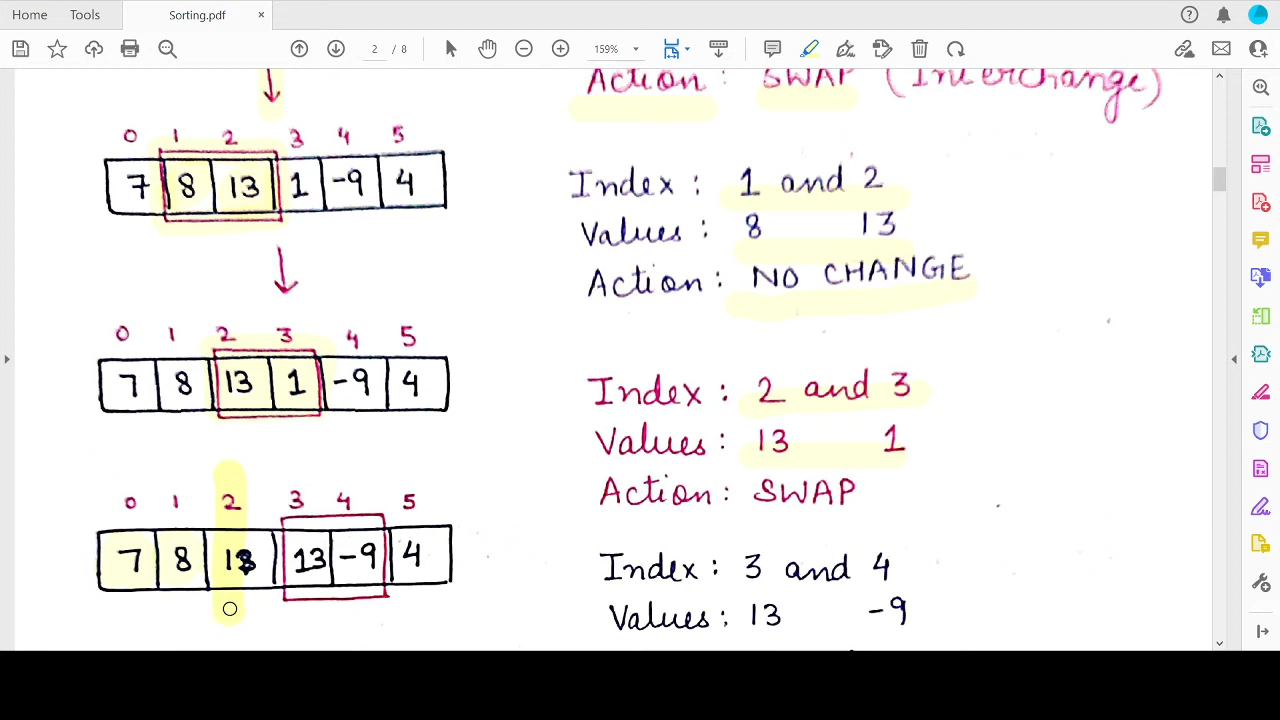 Home Tools Sorting.pdf ×
2 / 8 159%
Action: SWAP (Interchange)
0 1 2 3 4 5
7 8 13 1 -9 4
Index: 1 and 2
Values: 8 13
Action: NO CHANGE
0 1 2 3 4 5
7 8 13 1 -9 4
Index: 2 and 3
Values: 13 1
Action: SWAP
0 1 2 3 4 5
7 8 1 13 -9 4
Index: 3 and 4
Values: 13 -9